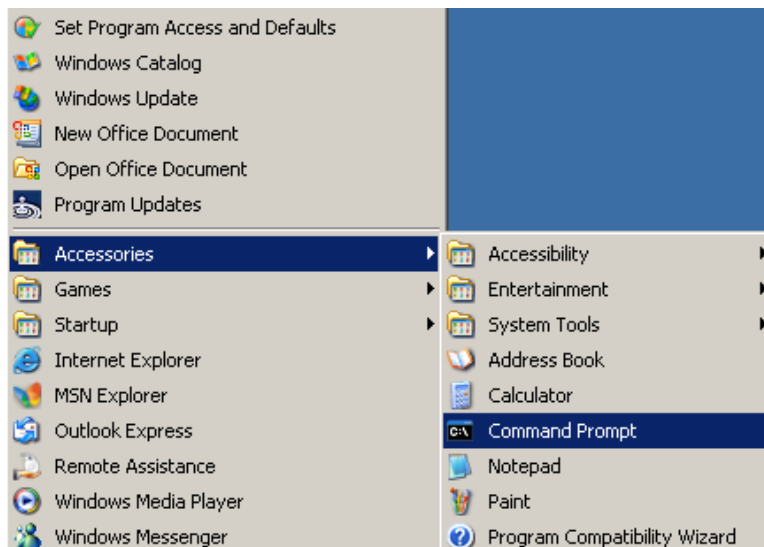 Set Program Access and Defaults
Windows Catalog
Windows Update
New Office Document
Open Office Document
Program Updates
Accessories
Games
Startup
Internet Explorer
MSN Explorer
Outlook Express
Remote Assistance
Windows Media Player
Windows Messenger
Accessibility
Entertainment
System Tools
Address Book
Calculator
C:\
Command Prompt
Notepad
Paint
Program Compatibility Wizard